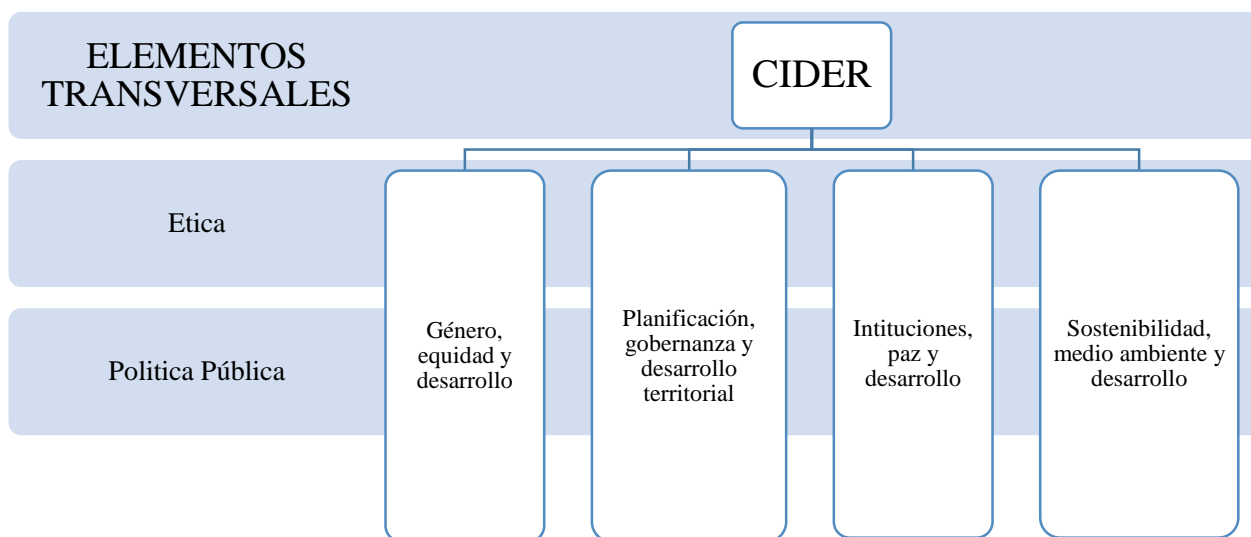 ELEMENTOS
TRANSVERSALES
CIDER
Etica
Politica Pública
Género,
equidad y
desarrollo
Planificación,
gobernanza y
desarrollo
territorial
Intituciones,
paz y
desarrollo
Sostenibilidad,
medio ambiente y
desarrollo